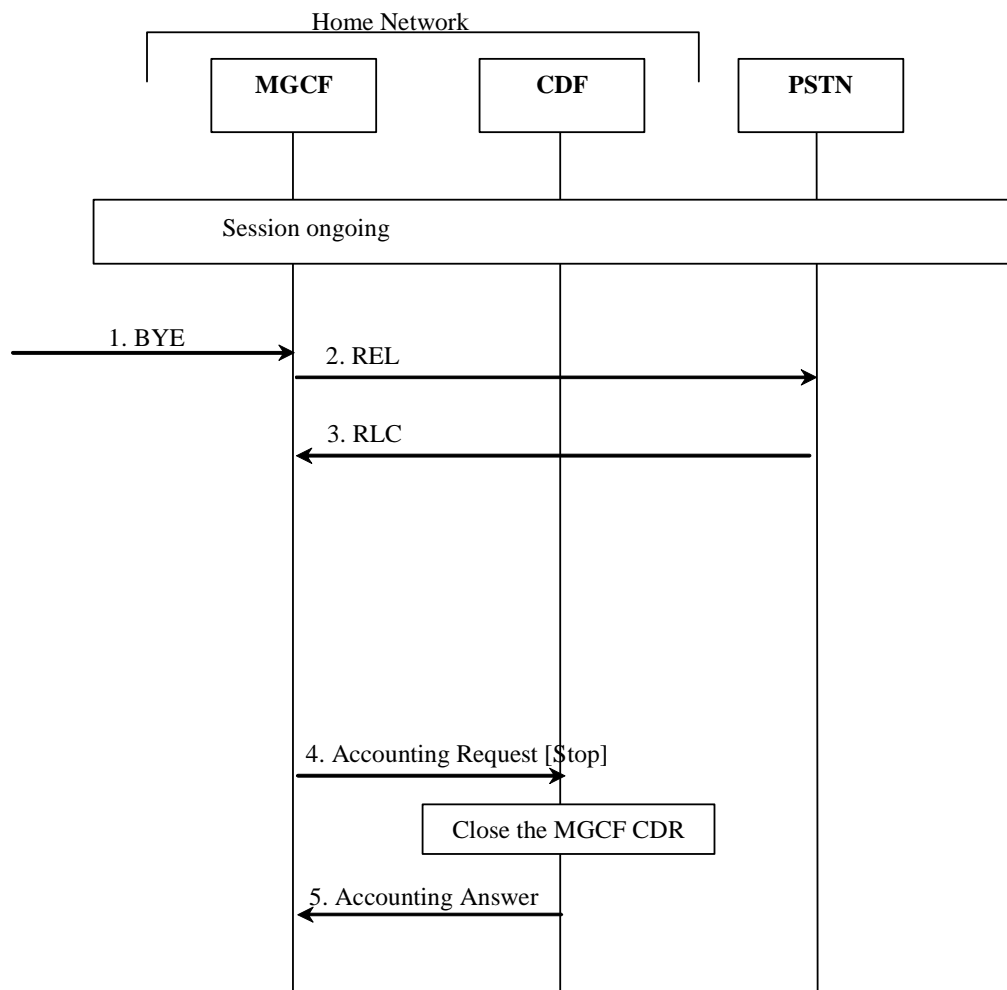 Home Network
MGCF
CDF
PSTN
Session ongoing
1. BYE
2. REL
3. RLC
4. Accounting Request [Stop]
Close the MGCF CDR
5. Accounting Answer